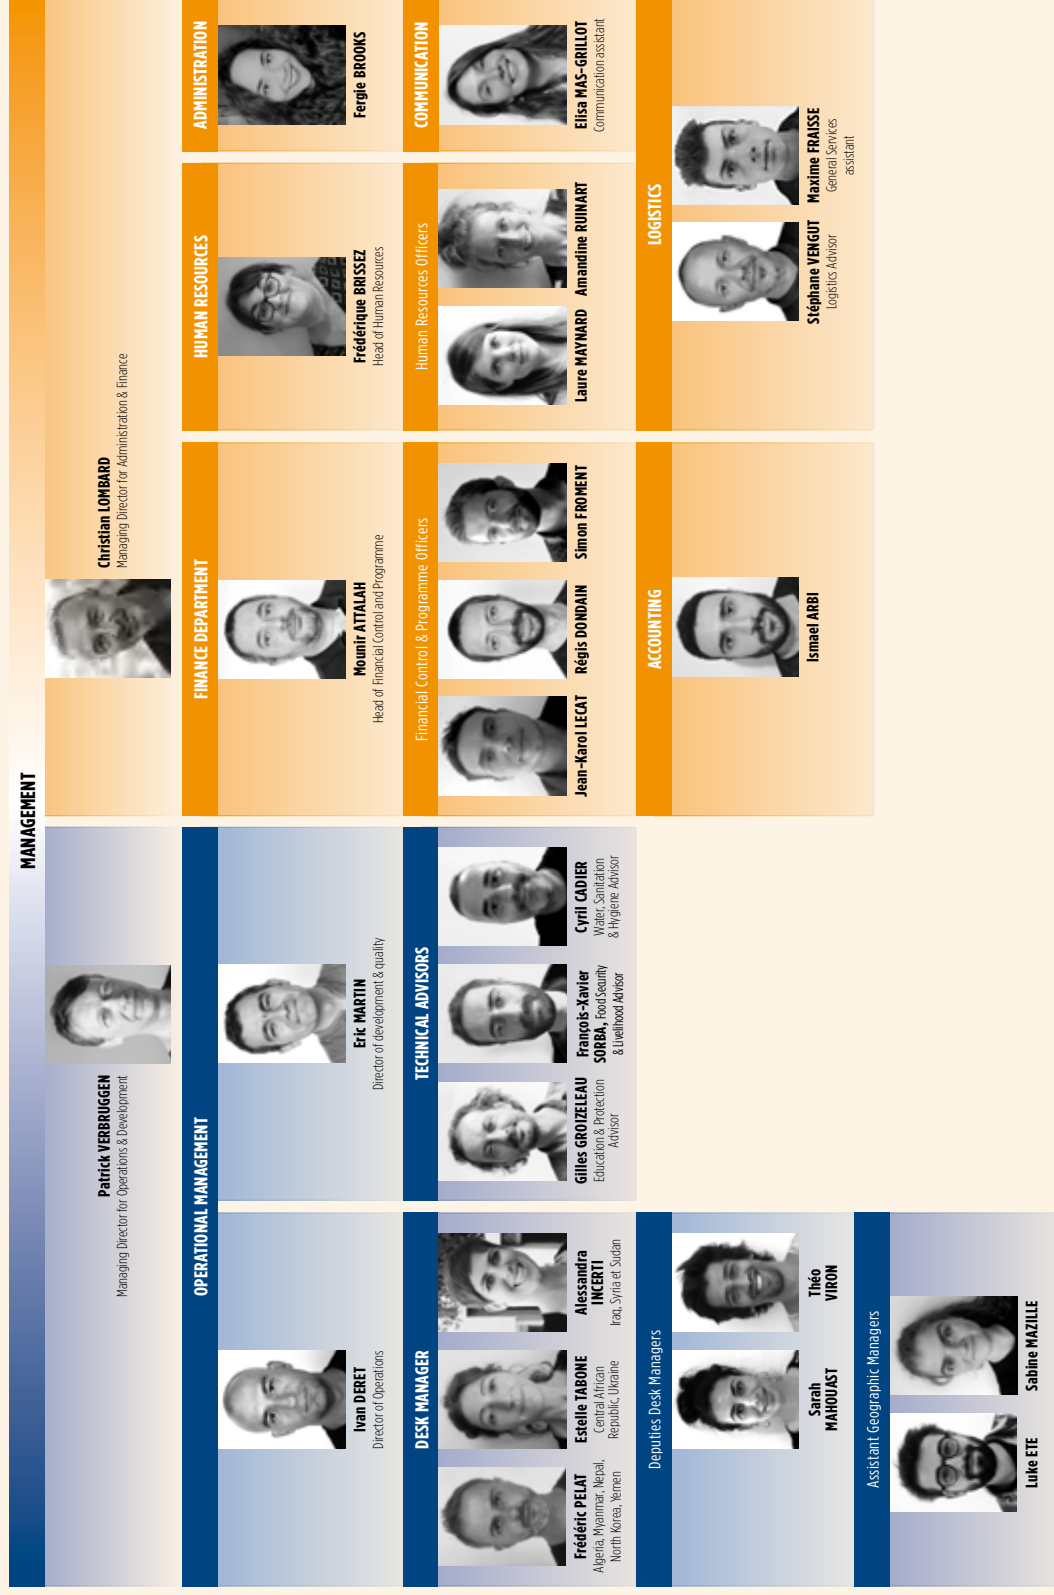 MANAGEMENT
Patrick VERBRUGGEN
Managing Director for Operations & Development
Christian LOMBARD
Managing Director for Administration & Finance
OPERATIONAL MANAGEMENT
Ivan DERET
Director of Operations
Eric MARTIN
Director of development & quality
FINANCE DEPARTMENT
Mounir ATTALAH
Head of Financial Control and Programme
HUMAN RESOURCES
Frédérique BRISSEZ
Head of Human Resources
ADMINISTRATION
Fergie BROOKS
DESK MANAGER
Frédéric PELAT
Algeria, Myanmar, Nepal,
North Korea, Yemen
Estelle TABONE
Central African
Republic, Ukraine
Alessandra
INCERTI
Iraq, Syria et Sudan
TECHNICAL ADVISORS
Gilles GROIZELEAU
Education & Protection
Advisor
François-Xavier
SORBA, Food Security
& Livelihood Advisor
Cyril CADIER
Water, Sanitation
& Hygiene Advisor
Financial Control & Programme Officers
Jean-Karol LECAT
Régis DONDAIN
Simon FROMENT
Human Resources Officers
Laure MAYNARD
Amandine RUINART
COMMUNICATION
Elisa MAS-GRILLOT
Communication assistant
Deputies Desk Managers
Sarah
MAHOUAST
Théo
VIRON
ACCOUNTING
Ismael ARBI
LOGISTICS
Stéphane VENGUT
Logistics Advisor
Maxime FRAISSE
General Services
assistant
Assistant Geographic Managers
Luke ETE
Sabine MAZILLE